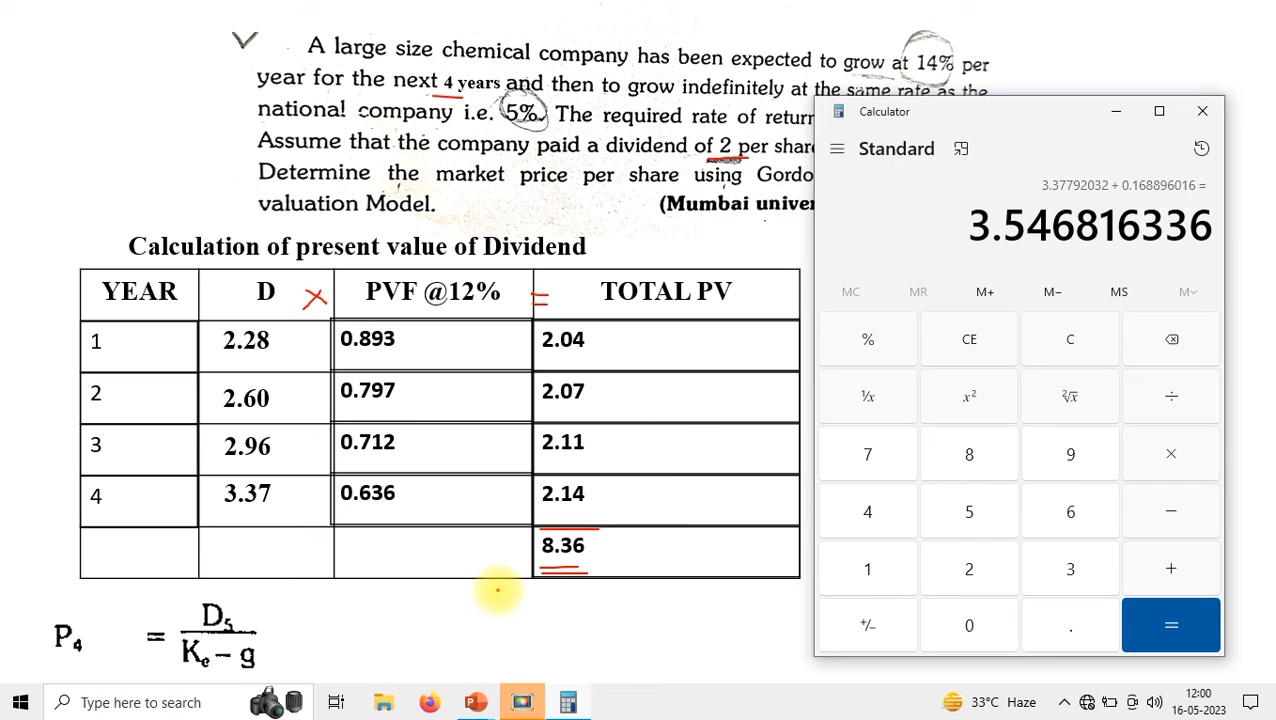 A large size chemical company has been expected to grow at 14% per
year for the next 4 years and then to grow indefinitely at the same rate as the
national company i.e. 5%. The required rate of retur
Assume that the company paid a dividend of 2 per share
Determine the market price per share using Gordo
valuation Model. (Mumbai univer
Calculation of present value of Dividend
YEAR D × PVF @12% = TOTAL PV
1 2.28 0.893 2.04
2 2.60 0.797 2.07
3 2.96 0.712 2.11
4 3.37 0.636 2.14
8.36
P4 = D5
Ke – g
Calculator
Standard
3.37792032 + 0.168896016 =
3.546816336
MC MR M+ M− MS M˅
% CE C
¹/x x² ²√x ÷
7 8 9 ×
4 5 6 −
1 2 3 +
+/− 0 . =
Type here to search
33°C Haze
12:00
16-05-2023